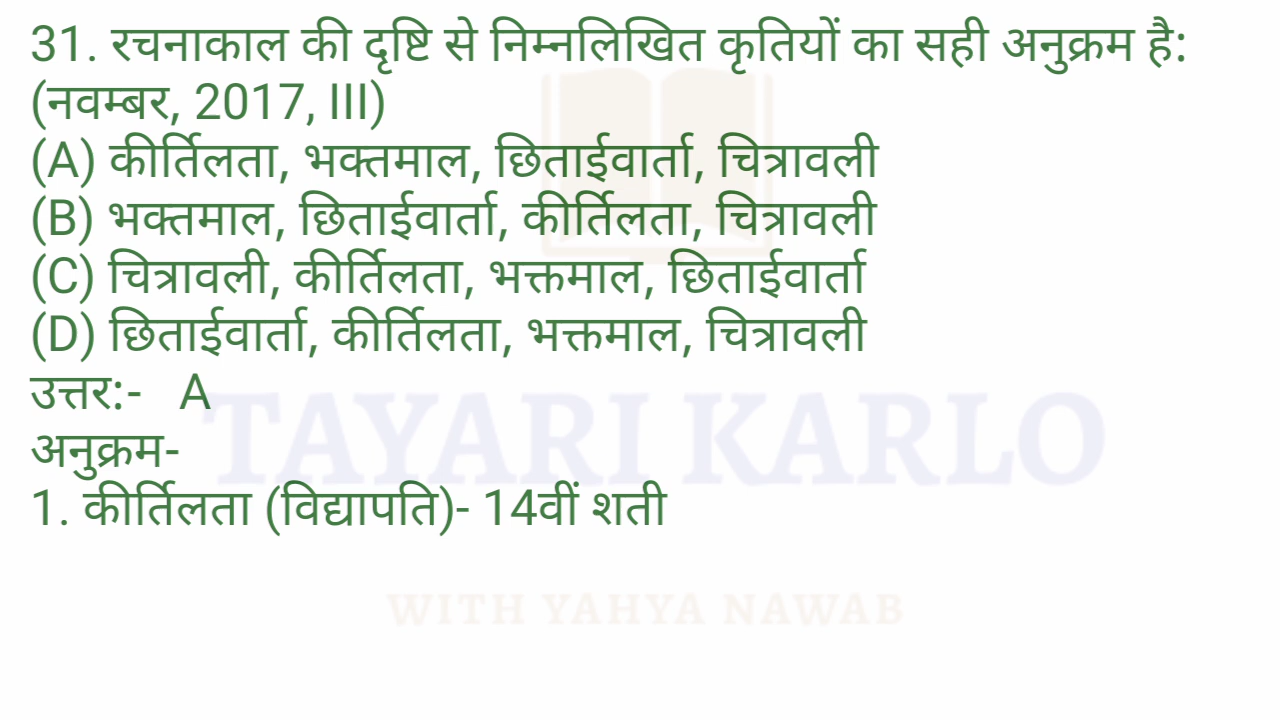 31. रचनाकाल की दृष्टि से निम्नलिखित कृतियों का सही अनुक्रम है:
(नवम्बर, 2017, III)
(A) कीर्तिलता, भक्तमाल, छिताईवार्ता, चित्रावली
(B) भक्तमाल, छिताईवार्ता, कीर्तिलता, चित्रावली
(C) चित्रावली, कीर्तिलता, भक्तमाल, छिताईवार्ता
(D) छिताईवार्ता, कीर्तिलता, भक्तमाल, चित्रावली
उत्तर:- A
TAYARI KARLO
अनुक्रम-
1. कीर्तिलता (विद्यापति)- 14वीं शती
WITH YAHYA NAWAB